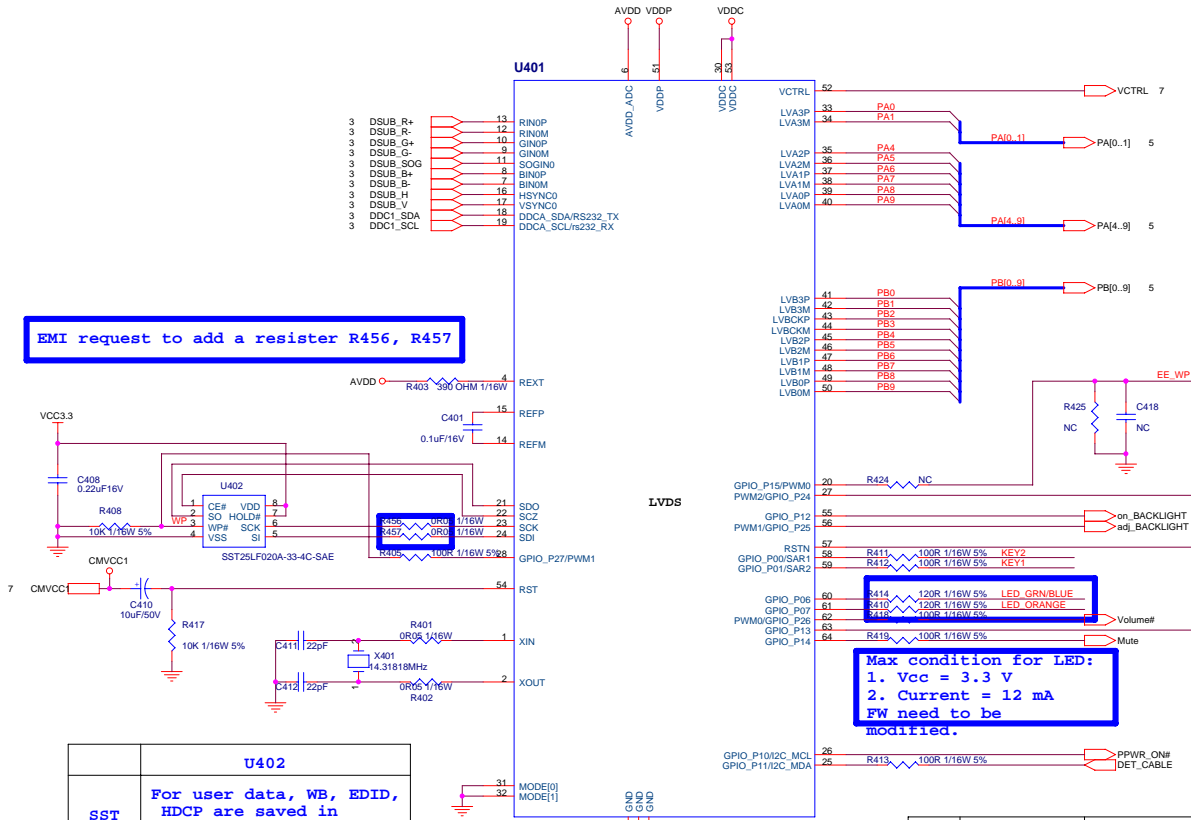 AVDD VDDP VDDC
U401
6 51 30 53
AVDD_ADC VDDP VDDC VDDC
VCTRL 52 VCTRL 7
LVA3P 33 PA0
LVA3M 34 PA1
PA[0..1] PA[0..1] 5
LVA2P 35 PA4
LVA2M 36 PA5
LVA1P 37 PA6
LVA1M 38 PA7
LVA0P 39 PA8
LVA0M 40 PA9
PA[4..9] PA[4..9] 5
3 DSUB_R+ 13 RIN0P
3 DSUB_R- 12 RIN0M
3 DSUB_G+ 10 GIN0P
3 DSUB_G- 9 GIN0M
3 DSUB_SOG 11 SOGIN0
3 DSUB_B+ 8 BIN0P
3 DSUB_B- 7 BIN0M
3 DSUB_H 16 HSYNC0
3 DSUB_V 17 VSYNC0
3 DDC1_SDA 18 DDCA_SDA/RS232_TX
3 DDC1_SCL 19 DDCA_SCL/rs232_RX
PB[0..9] PB[0..9] 5
LVB3P 41 PB0
LVB3M 42 PB1
LVBCKP 43 PB2
LVBCKM 44 PB3
LVB2P 45 PB4
LVB2M 46 PB5
LVB1P 47 PB6
LVB1M 48 PB7
LVB0P 49 PB8
LVB0M 50 PB9
EMI request to add a resister R456, R457
AVDD R403 390 OHM 1/16W 4 REXT
EE_WP
R425 NC
C418 NC
15 REFP
C401
0.1uF/16V
14 REFM
VCC3.3
C408
0.22uF16V
R408
10K 1/16W 5%
WP
U402
1 CE# VDD 8
2 SO HOLD# 7
3 WP# SCK 6
4 VSS SI 5
SST25LF020A-33-4C-SAE
21 SDO
22 SCZ
R456 0R05 1/16W 23 SCK
R457 0R05 1/16W 24 SDI
R405 100R 1/16W 5% 28 GPIO_P27/PWM1
LVDS
GPIO_P15/PWM0 20 R424 NC
PWM2/GPIO_P24 27
GPIO_P12 55 on_BACKLIGHT
PWM1/GPIO_P25 56 adj_BACKLIGHT
RSTN 57
GPIO_P00/SAR1 58 R411 100R 1/16W 5% KEY2
GPIO_P01/SAR2 59 R412 100R 1/16W 5% KEY1
GPIO_P06 60 R414 120R 1/16W 5% LED_GRN/BLUE
GPIO_P07 61 R410 120R 1/16W 5% LED_ORANGE
PWM0/GPIO_P26 62 R418 100R 1/16W 5% Volume#
GPIO_P13 63
GPIO_P14 64 R419 100R 1/16W 5% Mute
CMVCC1
7 CMVCC1
+
C410
10uF/50V
54 RST
R417
10K 1/16W 5%
R401
0R05 1/16W
1 XIN
C411 22pF
2
X401
14.31818MHz
1
C412 22pF
0R05 1/16W
R402
2 XOUT
Max condition for LED:
1. Vcc = 3.3 V
2. Current = 12 mA
FW need to be
modified.
GPIO_P10/I2C_MCL 26 PPWR_ON#
GPIO_P11/I2C_MDA 25 R413 100R 1/16W 5% DET_CABLE
31 MODE[0]
32 MODE[1]
GND GND GND
U402
SST
For user data, WB, EDID,
HDCP are saved in